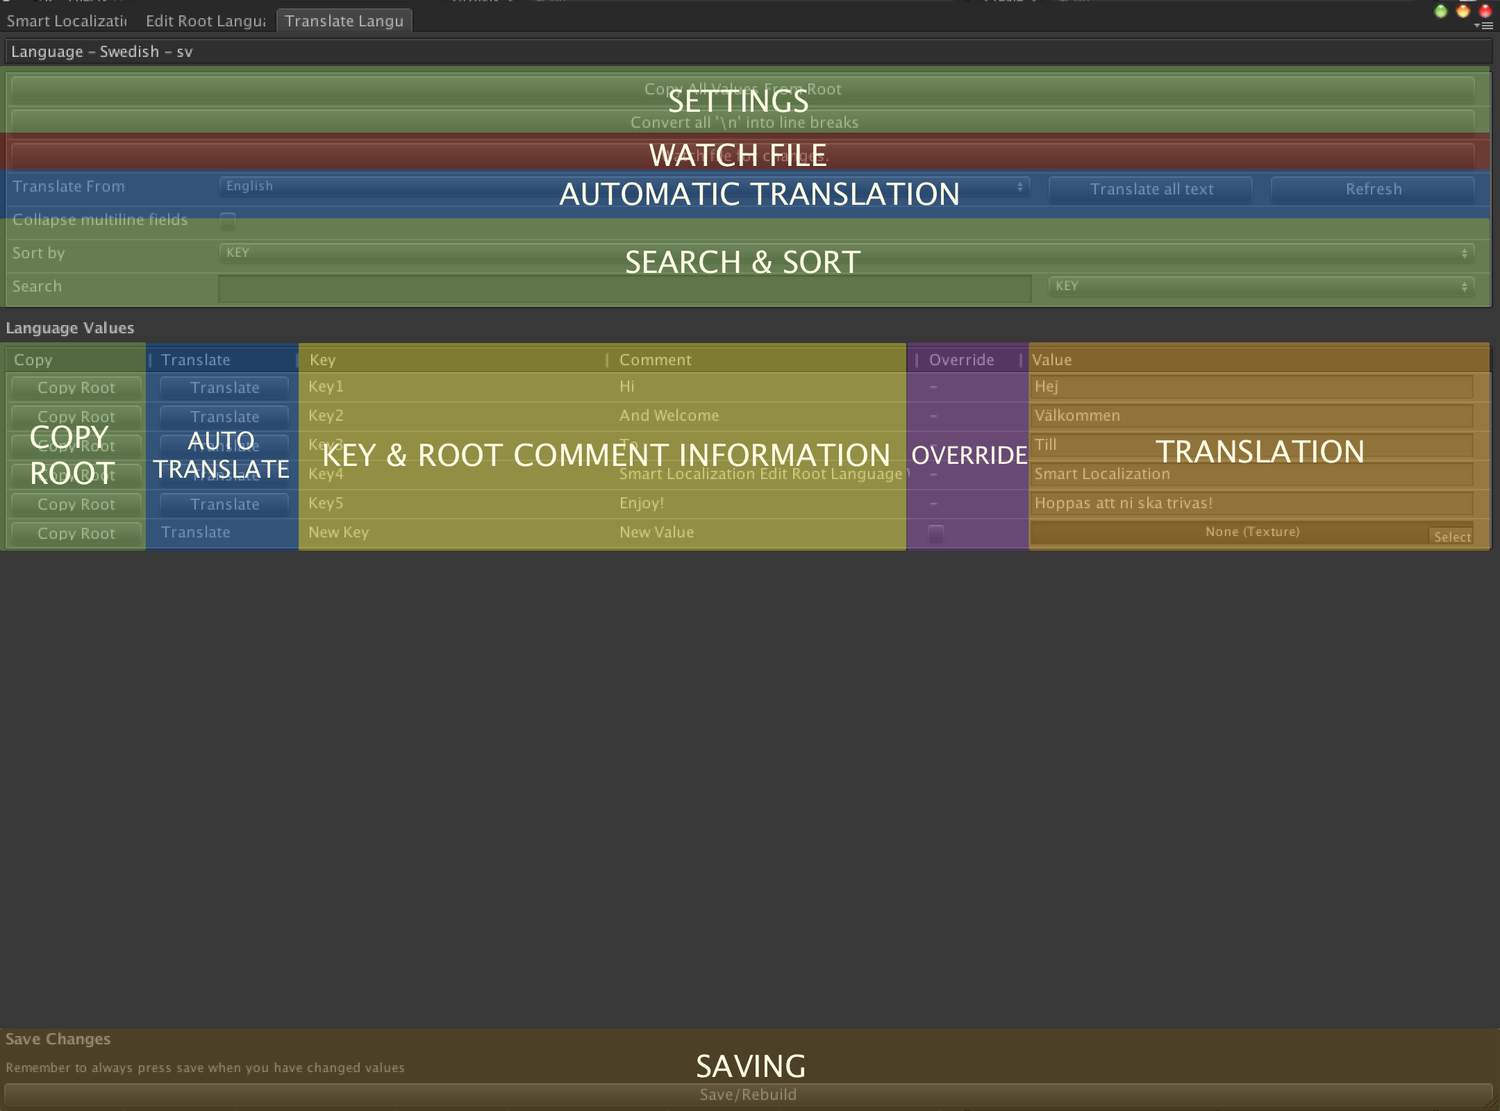 Smart Localizati Edit Root Langu Translate Langu
Language - Swedish - sv
Copy All Values From Root
SETTINGS
Convert all '\n' into line breaks
WATCH FILE
Translate From English Translate all text Refresh
AUTOMATIC TRANSLATION
Collapse multiline fields
Sort by KEY
SEARCH & SORT
Search KEY
Language Values
Copy Translate Key Comment Override Value
Copy Root Translate Key1 Hi - Hej
Copy Root Translate Key2 And Welcome - Välkommen
Copy Root Translate Key3 To - Till
COPY ROOT
AUTO TRANSLATE
KEY & ROOT COMMENT INFORMATION
OVERRIDE
TRANSLATION
Copy Root Translate Key4 Smart Localization Edit Root Language - Smart Localization
Copy Root Translate Key5 Enjoy! - Hoppas att ni ska trivas!
Copy Root Translate New Key New Value None (Texture) Select
Save Changes
Remember to always press save when you have changed values
SAVING
Save/Rebuild